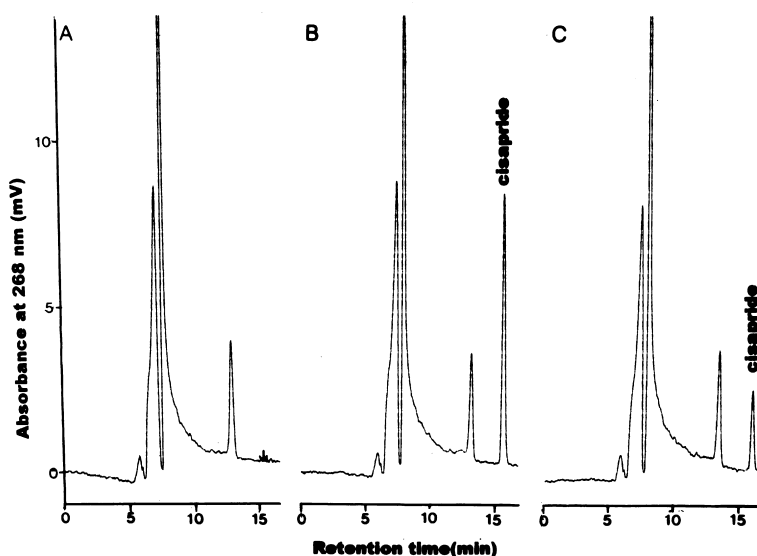 A
B
C
cisapride
cisapride
Absorbance at 268 nm (mV)
10
5
0
0 5 10 15
0 5 10 15
0 5 10 15
Retention time(min)